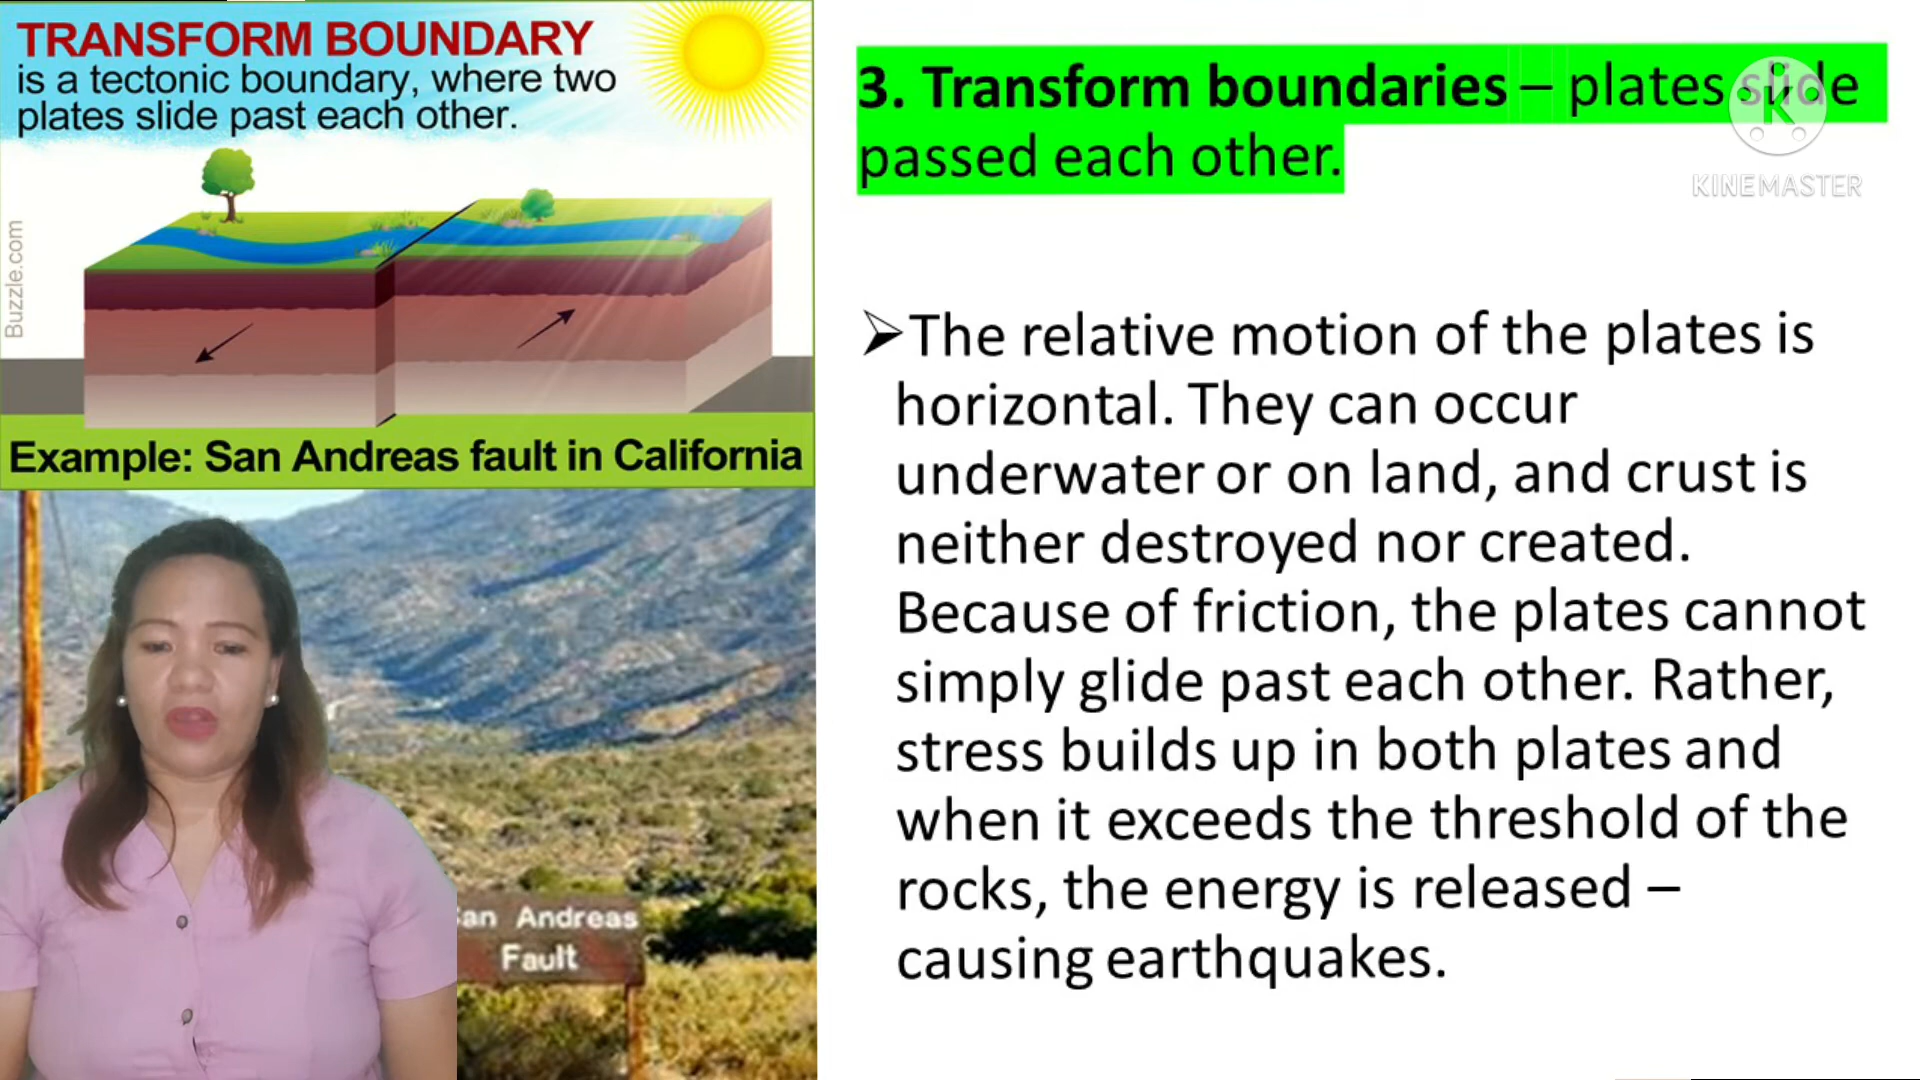 TRANSFORM BOUNDARY
is a tectonic boundary, where two
plates slide past each other.
Buzzle.com
Example: San Andreas fault in California
an Andreas
Fault
3. Transform boundaries – plates slide
passed each other.
KINEMASTER
➢The relative motion of the plates is
horizontal. They can occur
underwater or on land, and crust is
neither destroyed nor created.
Because of friction, the plates cannot
simply glide past each other. Rather,
stress builds up in both plates and
when it exceeds the threshold of the
rocks, the energy is released –
causing earthquakes.